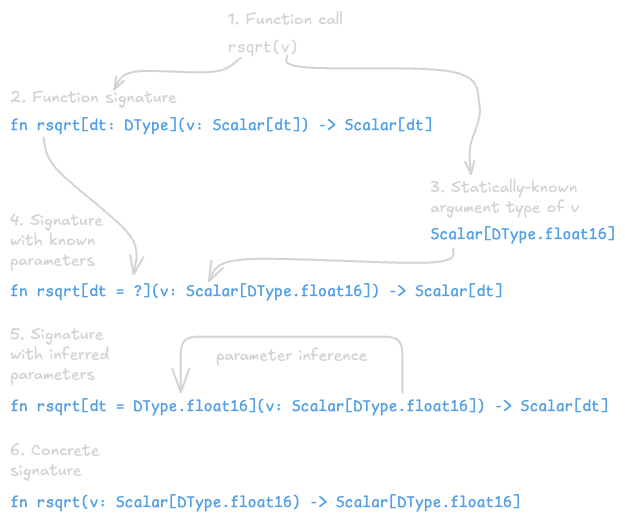 1. Function call
rsqrt(v)
2. Function signature
fn rsqrt[dt: DType](v: Scalar[dt]) -> Scalar[dt]
3. Statically-known
argument type of v
Scalar[DType.float16]
4. Signature
with known
parameters
fn rsqrt[dt = ?](v: Scalar[DType.float16]) -> Scalar[dt]
5. Signature
with inferred
parameters
parameter inference
fn rsqrt[dt = DType.float16](v: Scalar[DType.float16]) -> Scalar[dt]
6. Concrete
signature
fn rsqrt(v: Scalar[DType.float16) -> Scalar[DType.float16]